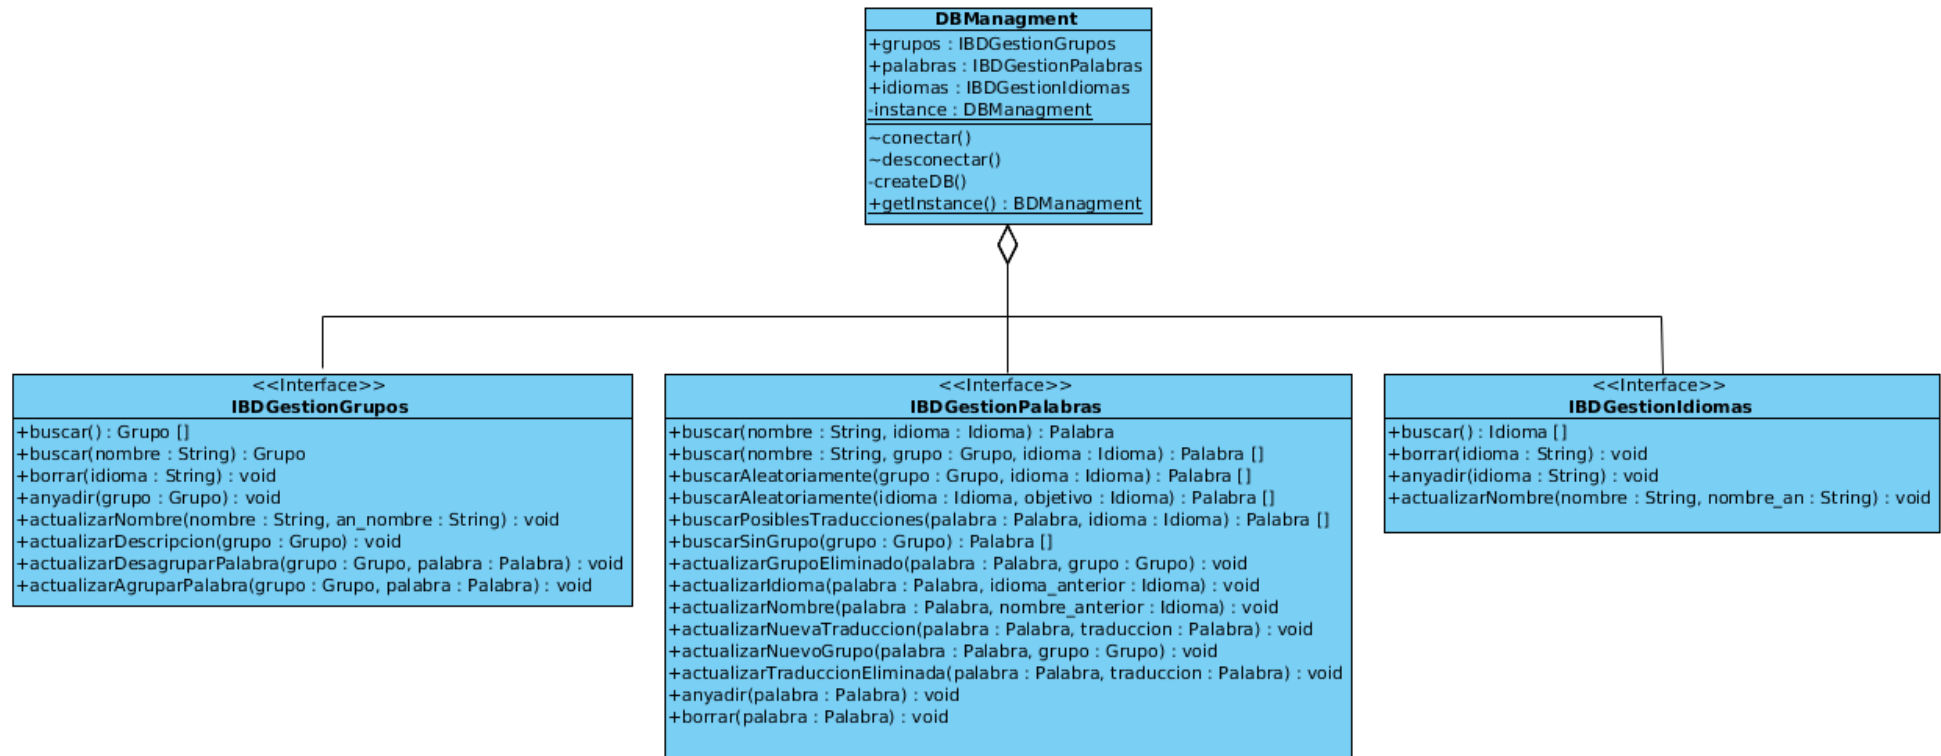 DBManagment
+grupos : IBDGestionGrupos
+palabras : IBDGestionPalabras
+idiomas : IBDGestionIdiomas
-instance : DBManagment
~conectar()
~desconectar()
-createDB()
+getInstance() : BDManagment
<<Interface>>
IBDGestionGrupos
+buscar() : Grupo []
+buscar(nombre : String) : Grupo
+borrar(idioma : String) : void
+anyadir(grupo : Grupo) : void
+actualizarNombre(nombre : String, an_nombre : String) : void
+actualizarDescripcion(grupo : Grupo) : void
+actualizarDesagruparPalabra(grupo : Grupo, palabra : Palabra) : void
+actualizarAgruparPalabra(grupo : Grupo, palabra : Palabra) : void
<<Interface>>
IBDGestionPalabras
+buscar(nombre : String, idioma : Idioma) : Palabra
+buscar(nombre : String, grupo : Grupo, idioma : Idioma) : Palabra []
+buscarAleatoriamente(grupo : Grupo, idioma : Idioma) : Palabra []
+buscarAleatoriamente(idioma : Idioma, objetivo : Idioma) : Palabra []
+buscarPosiblesTraducciones(palabra : Palabra, idioma : Idioma) : Palabra []
+buscarSinGrupo(grupo : Grupo) : Palabra []
+actualizarGrupoEliminado(palabra : Palabra, grupo : Grupo) : void
+actualizarIdioma(palabra : Palabra, idioma_anterior : Idioma) : void
+actualizarNombre(palabra : Palabra, nombre_anterior : Idioma) : void
+actualizarNuevaTraduccion(palabra : Palabra, traduccion : Palabra) : void
+actualizarNuevoGrupo(palabra : Palabra, grupo : Grupo) : void
+actualizarTraduccionEliminada(palabra : Palabra, traduccion : Palabra) : void
+anyadir(palabra : Palabra) : void
+borrar(palabra : Palabra) : void
<<Interface>>
IBDGestionIdiomas
+buscar() : Idioma []
+borrar(idioma : String) : void
+anyadir(idioma : String) : void
+actualizarNombre(nombre : String, nombre_an : String) : void